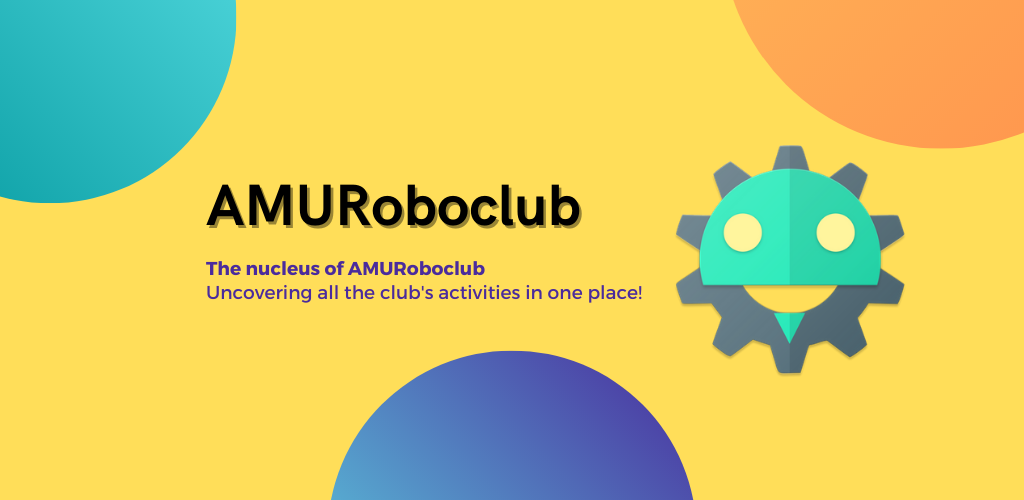 AMURoboclub
The nucleus of AMURoboclub
Uncovering all the club's activities in one place!